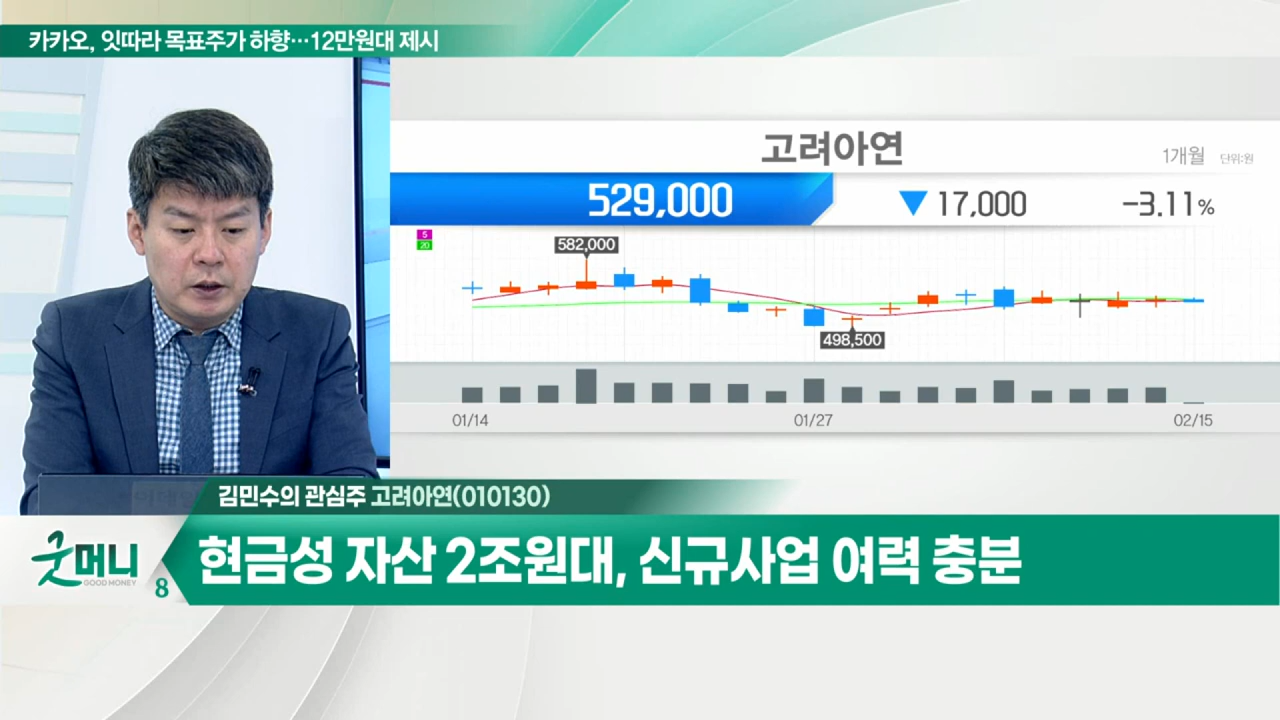 카카오, 잇따라 목표주가 하향…12만원대 제시
고려아연
1개월 단위:원
529,000 ▼ 17,000 -3.11%
5
20
582,000
498,500
01/14 01/27 02/15
김민수의 관심주 고려아연(010130)
현금성 자산 2조원대, 신규사업 여력 충분
굿머니
GOOD MONEY
8